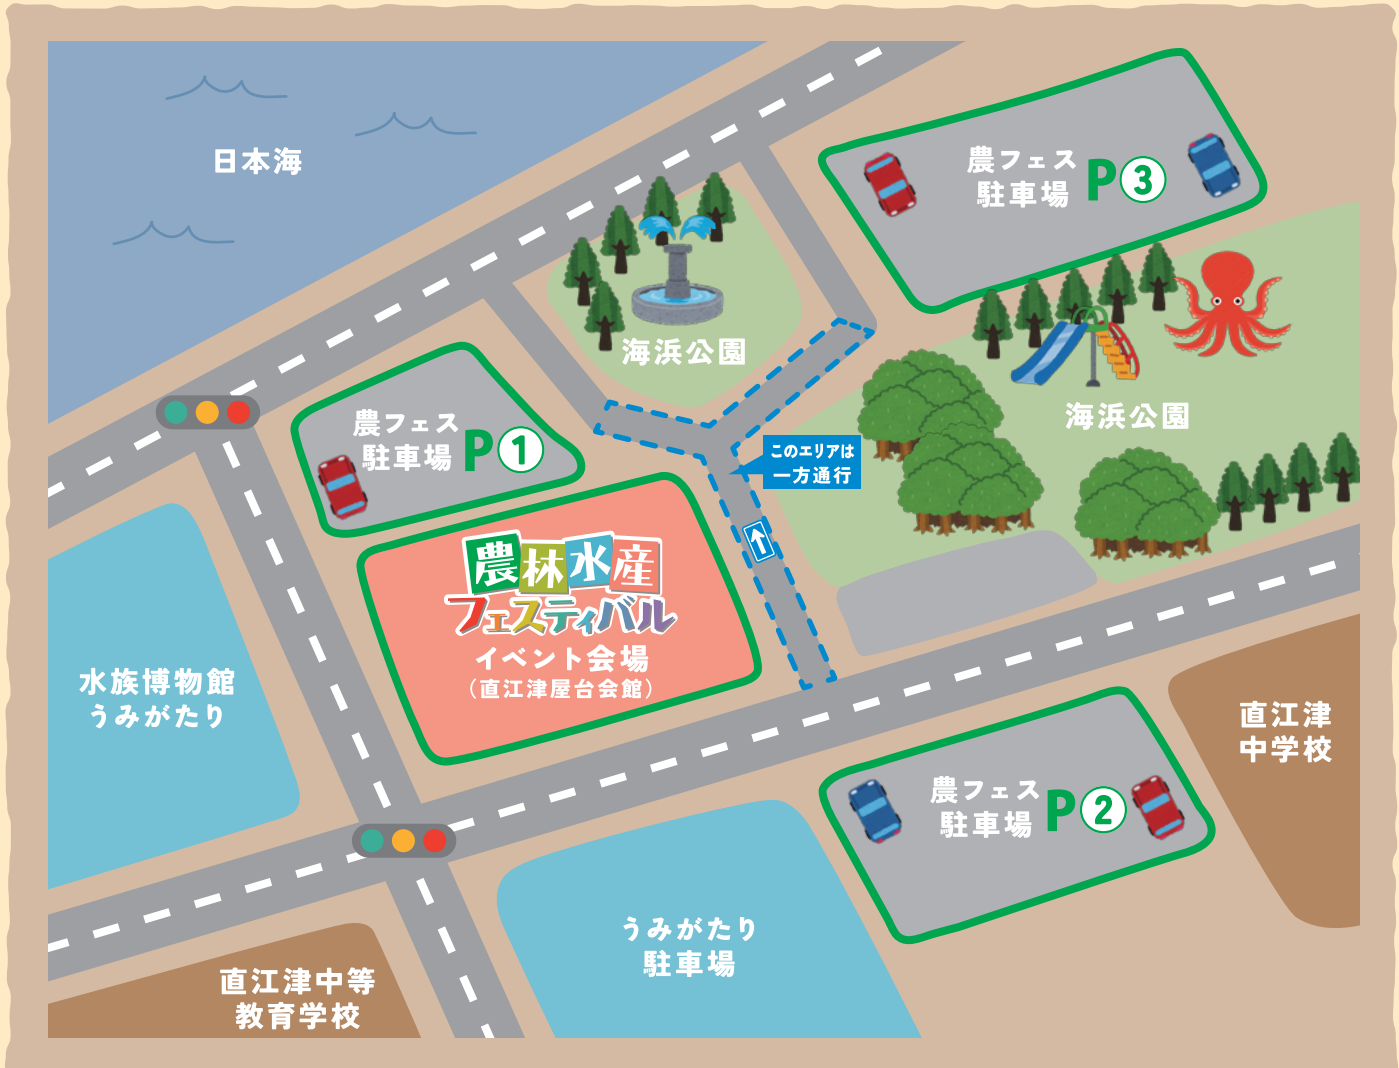 日本海
農フェス
駐車場 P3
海浜公園
農フェス
駐車場 P1
海浜公園
このエリアは
一方通行
農林水産
フェスティバル
イベント会場
（直江津屋台会館）
水族博物館
うみがたり
直江津
中学校
農フェス
駐車場 P2
うみがたり
駐車場
直江津中等
教育学校